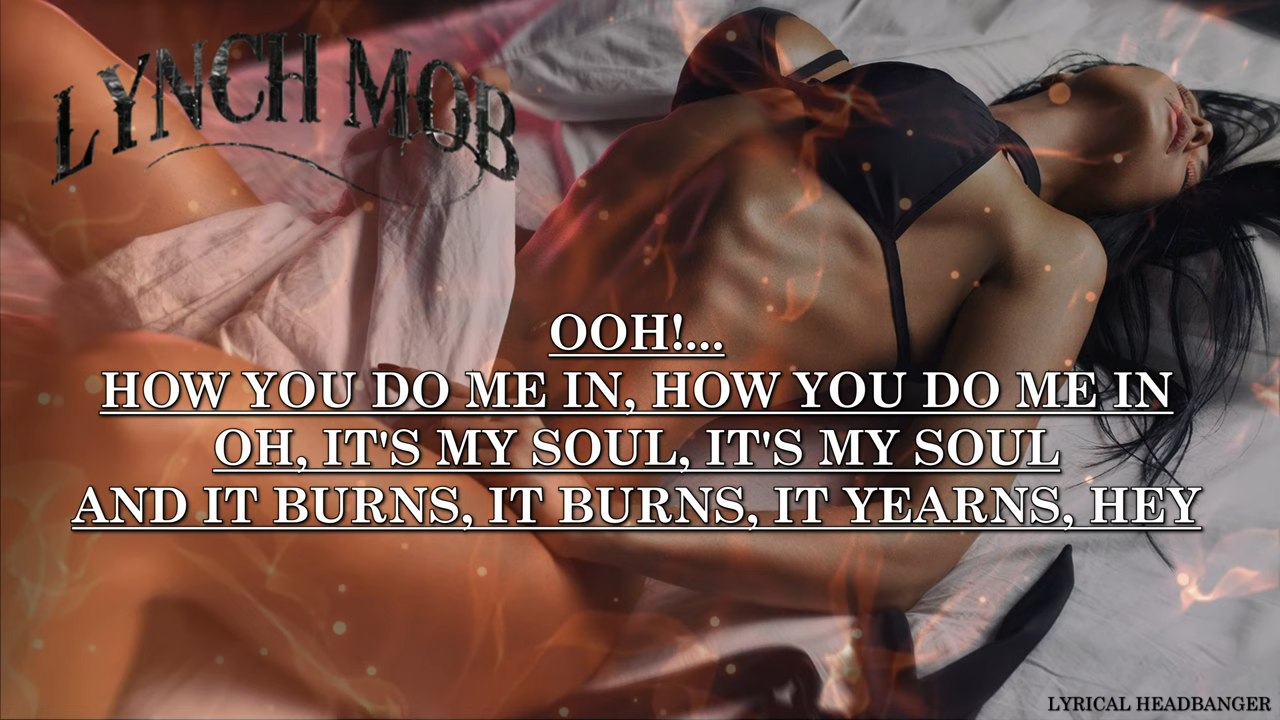 LYNCH MOB
OOH!...
HOW YOU DO ME IN, HOW YOU DO ME IN
OH, IT'S MY SOUL, IT'S MY SOUL
AND IT BURNS, IT BURNS, IT YEARNS, HEY
LYRICAL HEADBANGER